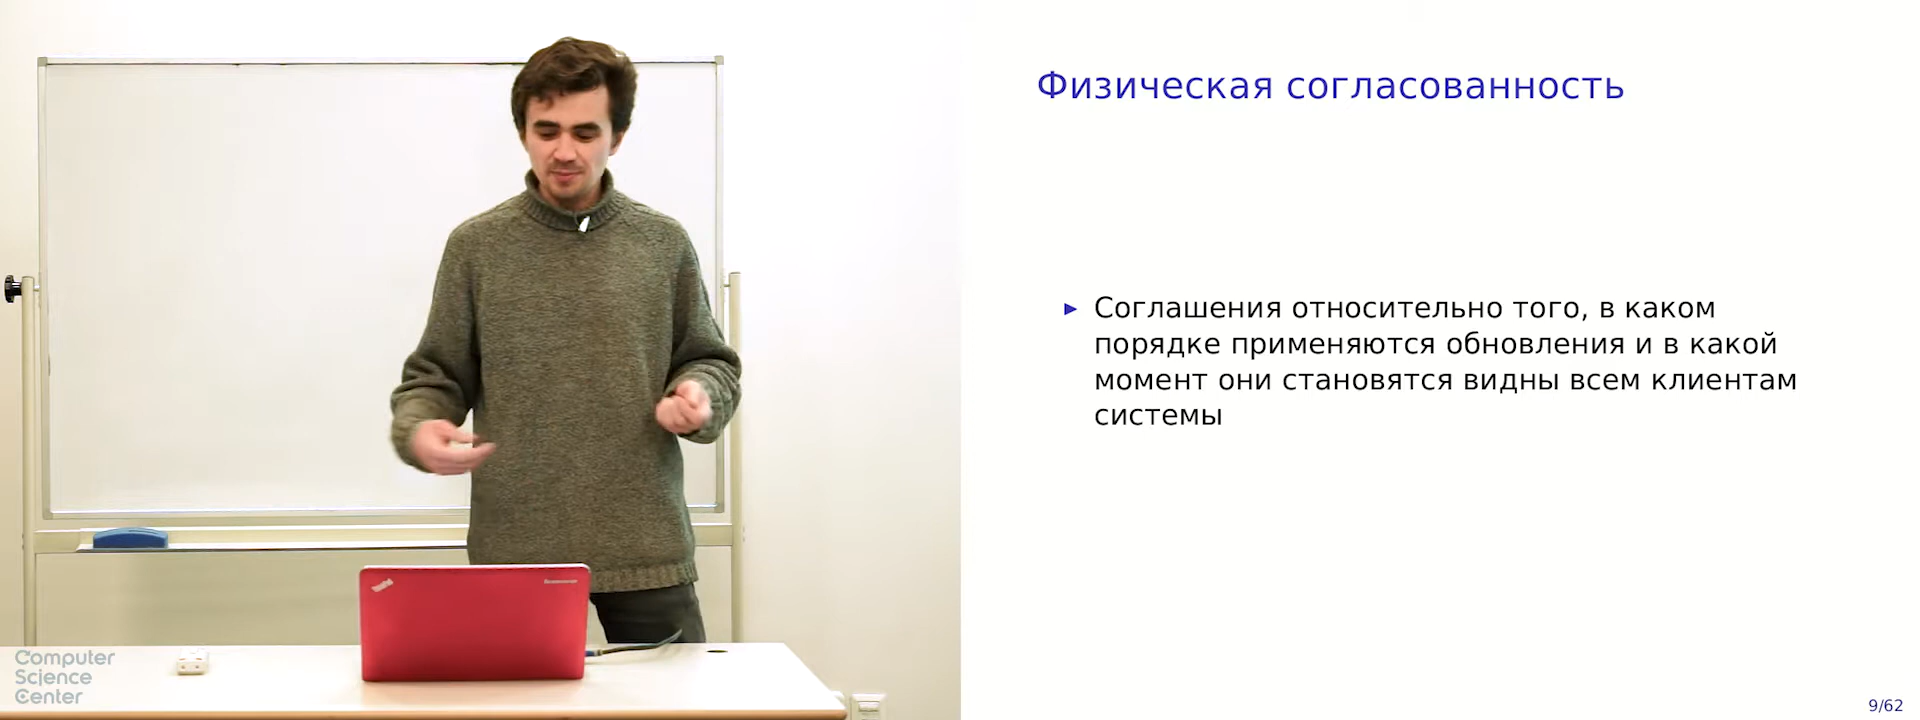 Физическая согласованность
► Соглашения относительно того, в каком
порядке применяются обновления и в какой
момент они становятся видны всем клиентам
системы
9/62
Computer
Science
Center